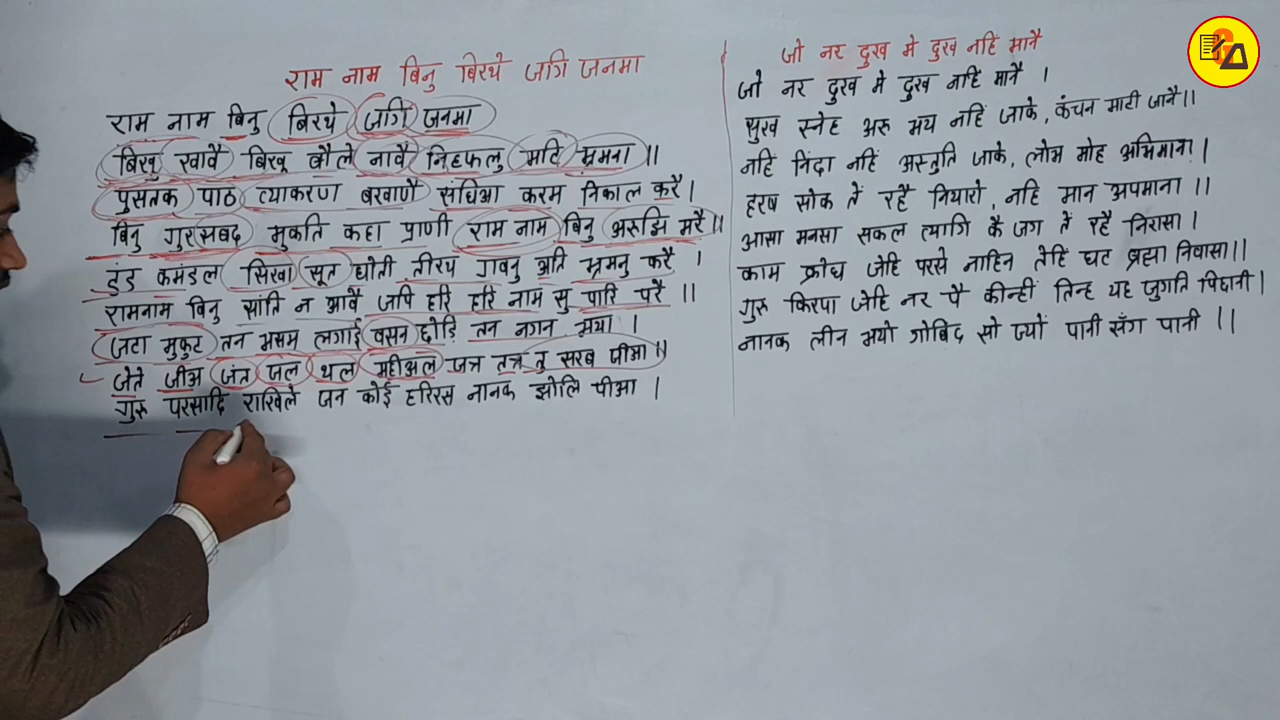 राम नाम बिनु बिरथे जगि जनमा
राम नाम बिनु बिरथे जगि जनमा
बिखु खावै बिखू बौले नावै निहफलु मटि भ्रमना ॥
पुसतक पाठ व्याकरण बखाणै संधिआ करम निकाल करै ।
बिनु गुरसबद मुकति कहा प्राणी राम नाम बिनु अरुझि मरै ॥
डंड कमंडल सिखा सूत धोती तीरथ गवनु अति भ्रमनु करै ।
रामनाम बिनु सांति न आवै जपि हरि हरि नाम सु पारि परै ॥
जटा मुकुट तन भसम लगाई वसन छोड़ि तन नगन भया ।
जेते जीअ जंत जल थल महीअल जत्र तत्र तू सरब जीआ ॥
गुरु परसादि राखिले जन कोई हरिरस नानक झोलि पीआ ।
जो नर दुख मे दुख नहिं मानै
जो नर दुख मे दुख नहि मानै ।
सुख स्नेह अरु भय नहिं जाके, कंचन माटी जानै ॥
नहि निंदा नहिं अस्तुति जाके, लोभ मोह अभिमाना ।
हरष सोक तें रहै नियारो, नहि मान अपमाना ॥
आसा मनसा सकल त्यागि कै जग तें रहै निरासा ।
काम क्रोध जेहि परसे नाहिन तेहिं घट ब्रह्म निवासा ॥
गुरु किरपा जेहि नर पै कीन्हीं तिन्ह यह जुगति पिछानी ।
नानक लीन भयो गोबिंद सो ज्यों पानी सँग पानी ॥